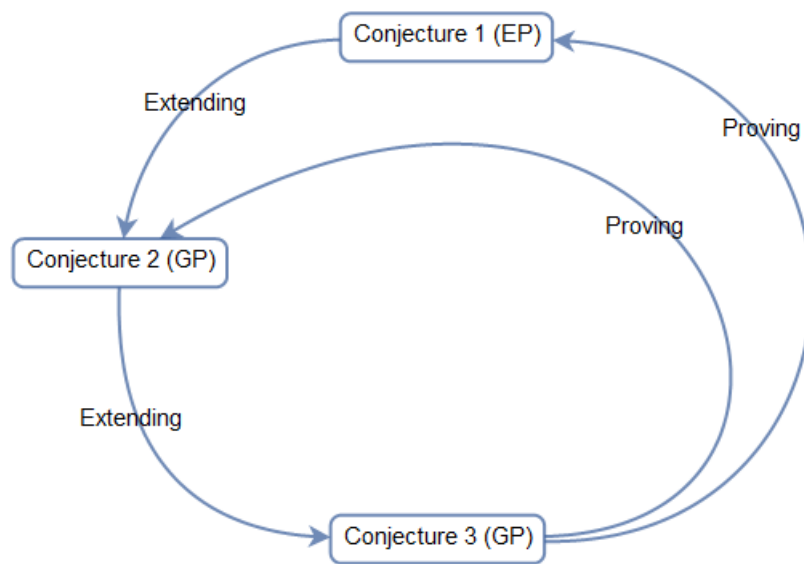 Conjecture 1 (EP)
Extending
Proving
Proving
Conjecture 2 (GP)
Extending
Conjecture 3 (GP)